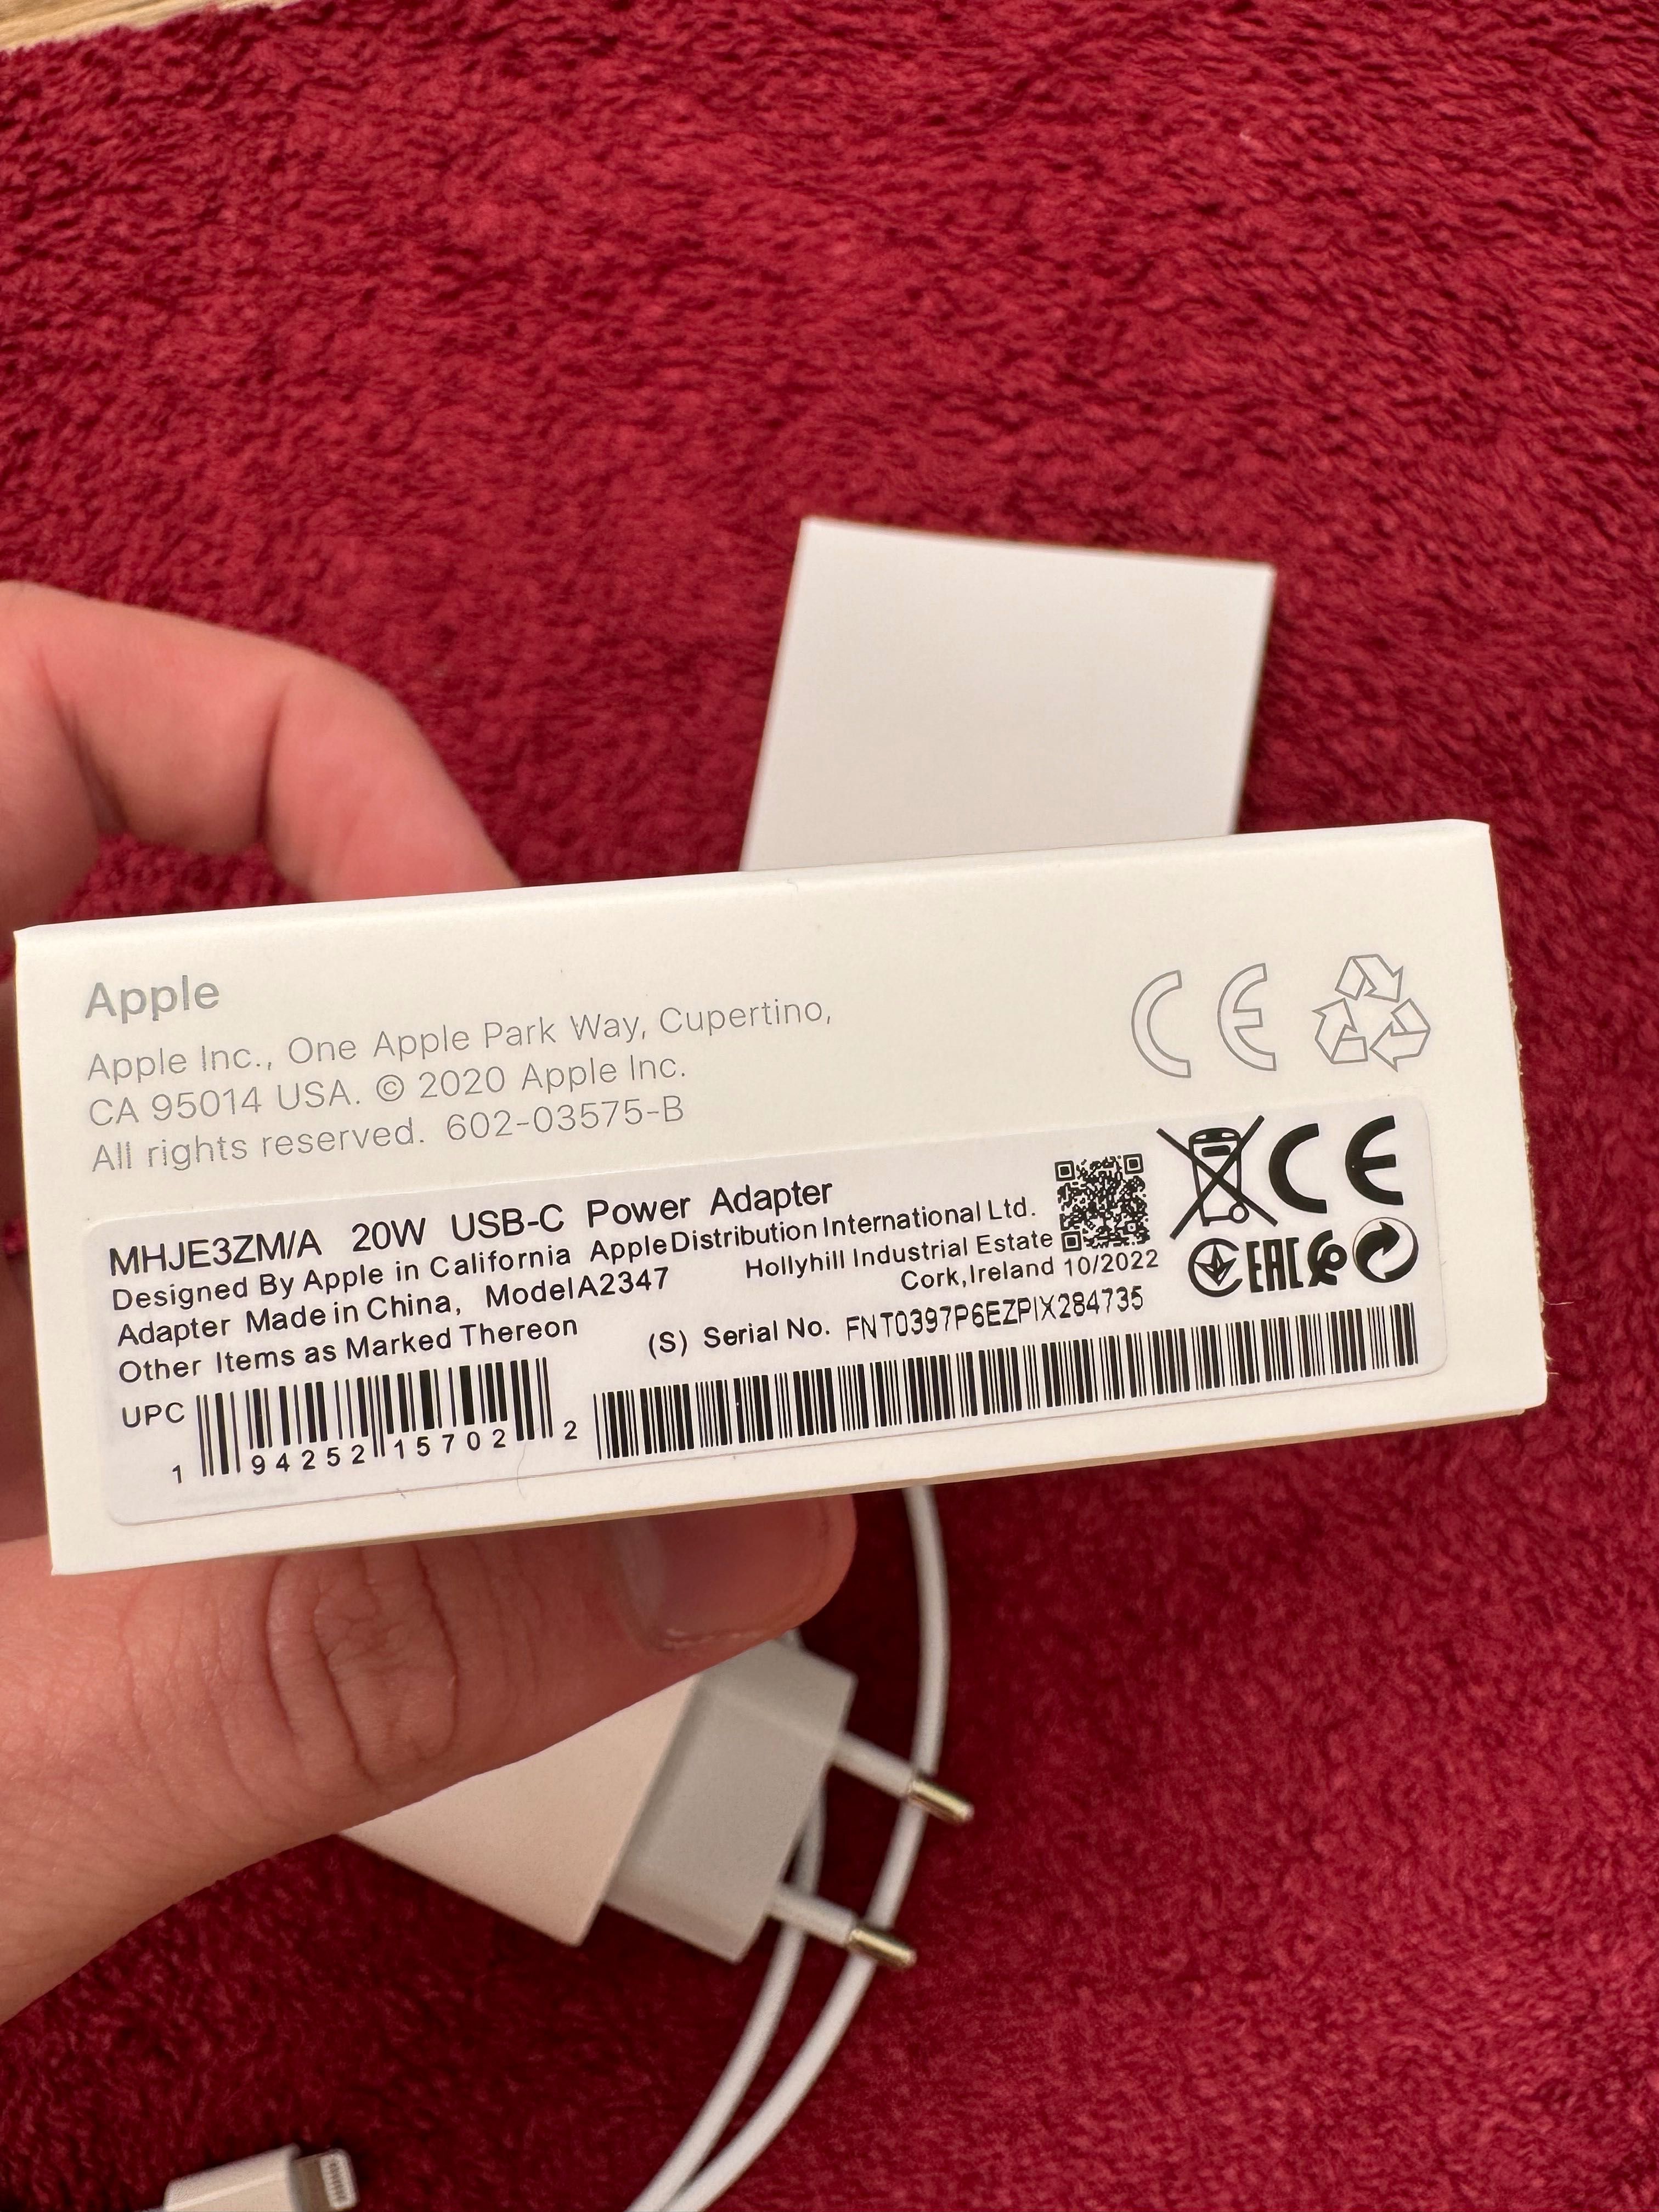 Apple
Apple Inc., One Apple Park Way, Cupertino,
CA 95014 USA. © 2020 Apple Inc.
All rights reserved. 602-03575-B
CE
MHJE3ZM/A 20W USB-C Power Adapter
Designed By Apple in California
Adapter Made in China, Model A2347
Other Items as Marked Thereon
Apple Distribution International Ltd.
Hollyhill Industrial Estate
Cork, Ireland 10/2022
(S) Serial No. FNT0397P6EZPIX284735
CE
EAC
UPC
1 94252 15702 2